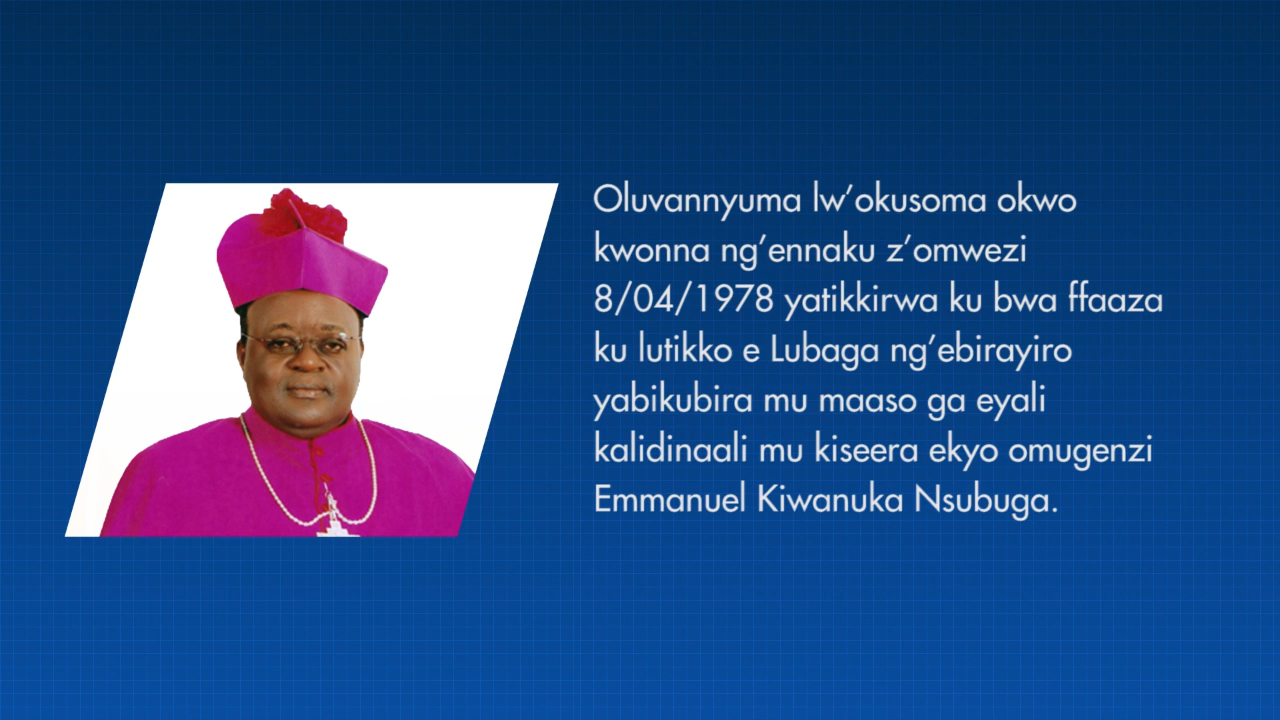 Oluvannyuma lw’okusoma okwo
kwonna ng’ennaku z’omwezi
8/04/1978 yatikkirwa ku bwa ffaaza
ku lutikko e Lubaga ng’ebirayiro
yabikubira mu maaso ga eyali
kalidinaali mu kiseera ekyo omugenzi
Emmanuel Kiwanuka Nsubuga.